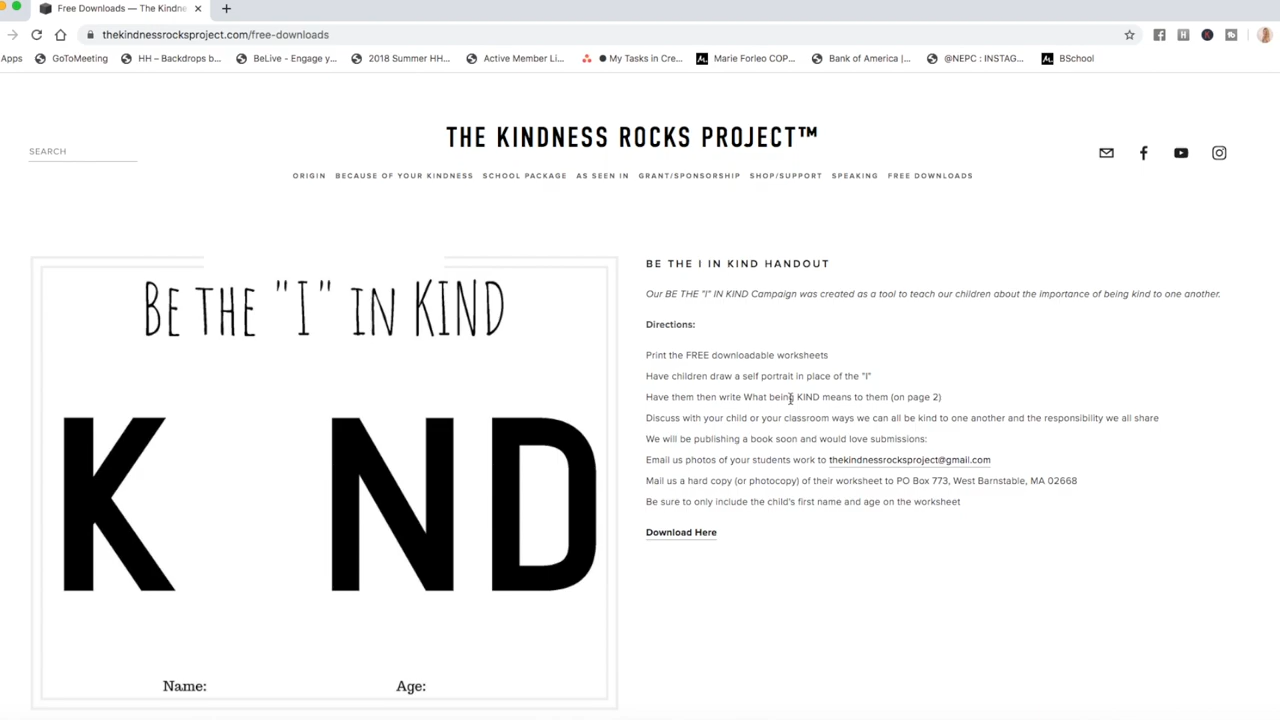 Free Downloads — The Kindne
thekindnessrocksproject.com/free-downloads
Apps GoToMeeting HH – Backdrops b... BeLive - Engage y... 2018 Summer HH... Active Member Li... My Tasks in Cre... Marie Forleo COP... Bank of America |... @NEPC : INSTAG... BSchool
THE KINDNESS ROCKS PROJECT™
SEARCH
ORIGIN BECAUSE OF YOUR KINDNESS SCHOOL PACKAGE AS SEEN IN GRANT/SPONSORSHIP SHOP/SUPPORT SPEAKING FREE DOWNLOADS
BE THE "I" IN KIND
K ND
Name: Age:
BE THE I IN KIND HANDOUT
Our BE THE "I" IN KIND Campaign was created as a tool to teach our children about the importance of being kind to one another.
Directions:
Print the FREE downloadable worksheets
Have children draw a self portrait in place of the "I"
Have them then write What being KIND means to them (on page 2)
Discuss with your child or your classroom ways we can all be kind to one another and the responsibility we all share
We will be publishing a book soon and would love submissions:
Email us photos of your students work to thekindnessrocksproject@gmail.com
Mail us a hard copy (or photocopy) of their worksheet to PO Box 773, West Barnstable, MA 02668
Be sure to only include the child's first name and age on the worksheet
Download Here